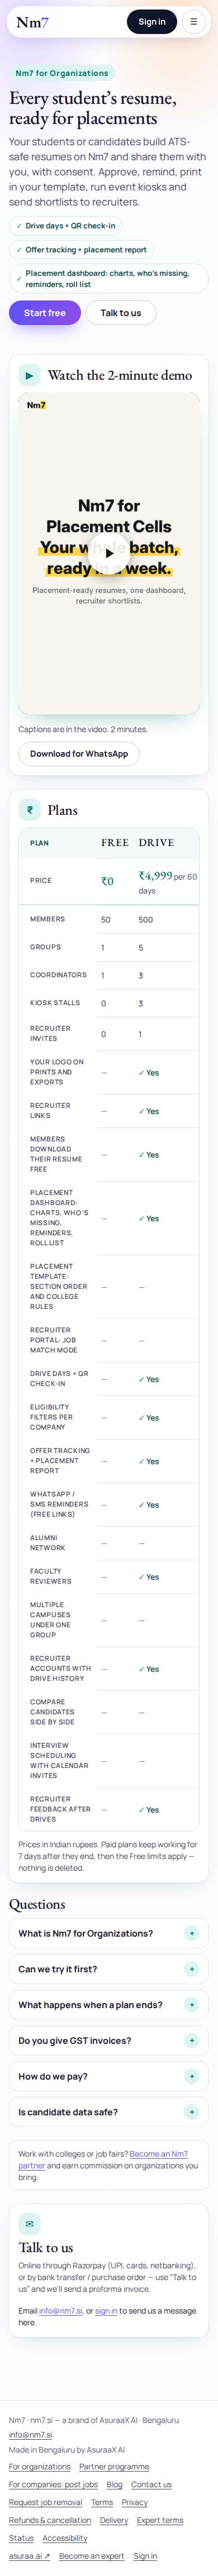 Nm7
Sign in
☰
Nm7 for Organizations
Every student’s resume,
ready for placements
Your students or candidates build ATS-
safe resumes on Nm7 and share them with
you, with consent. Approve, remind, print
in your template, run drive kiosks and
send shortlists to recruiters.
✓ Drive days + QR check-in
✓ Offer tracking + placement report
✓ Placement dashboard: charts, who’s missing,
reminders, roll list
Start free
Talk to us
▶ Watch the 2-minute demo
Nm7
Nm7 for
Placement Cells
Your whole batch,
ready in a week.
Placement-ready resumes, one dashboard,
recruiter shortlists.
Captions are in the video. 2 minutes.
Download for WhatsApp
₹ Plans
PLAN FREE DRIVE
PRICE ₹0 ₹4,999 per 60
days
MEMBERS 50 500
GROUPS 1 5
COORDINATORS 1 3
KIOSK STALLS 0 3
RECRUITER
INVITES 0 1
YOUR LOGO ON
PRINTS AND
EXPORTS — ✓ Yes
RECRUITER
LINKS — ✓ Yes
MEMBERS
DOWNLOAD
THEIR RESUME
FREE — ✓ Yes
PLACEMENT
DASHBOARD:
CHARTS, WHO’S
MISSING,
REMINDERS,
ROLL LIST — ✓ Yes
PLACEMENT
TEMPLATE:
SECTION ORDER
AND COLLEGE
RULES — —
RECRUITER
PORTAL: JOB
MATCH MODE — —
DRIVE DAYS + QR
CHECK-IN — ✓ Yes
ELIGIBILITY
FILTERS PER
COMPANY — ✓ Yes
OFFER TRACKING
+ PLACEMENT
REPORT — ✓ Yes
WHATSAPP /
SMS REMINDERS
(FREE LINKS) — ✓ Yes
ALUMNI
NETWORK — —
FACULTY
REVIEWERS — ✓ Yes
MULTIPLE
CAMPUSES
UNDER ONE
GROUP — —
RECRUITER
ACCOUNTS WITH
DRIVE HISTORY — ✓ Yes
COMPARE
CANDIDATES
SIDE BY SIDE — —
INTERVIEW
SCHEDULING
WITH CALENDAR
INVITES — —
RECRUITER
FEEDBACK AFTER
DRIVES — ✓ Yes
Prices in Indian rupees. Paid plans keep working for
7 days after they end, then the Free limits apply —
nothing is deleted.
Questions
What is Nm7 for Organizations? +
Can we try it first? +
What happens when a plan ends? +
Do you give GST invoices? +
How do we pay? +
Is candidate data safe? +
Work with colleges or job fairs? Become an Nm7
partner and earn commission on organizations you
bring.
✉
Talk to us
Online through Razorpay (UPI, cards, netbanking),
or by bank transfer / purchase order — use “Talk to
us” and we’ll send a proforma invoice.
Email info@nm7.si, or sign in to send us a message
here.
Nm7 · nm7.si — a brand of AsuraaX AI · Bengaluru
info@nm7.si
Made in Bengaluru by AsuraaX AI
For organizations Partner programme
For companies: post jobs Blog Contact us
Request job removal Terms Privacy
Refunds & cancellation Delivery Expert terms
Status Accessibility
asuraa.ai ↗ Become an expert Sign in